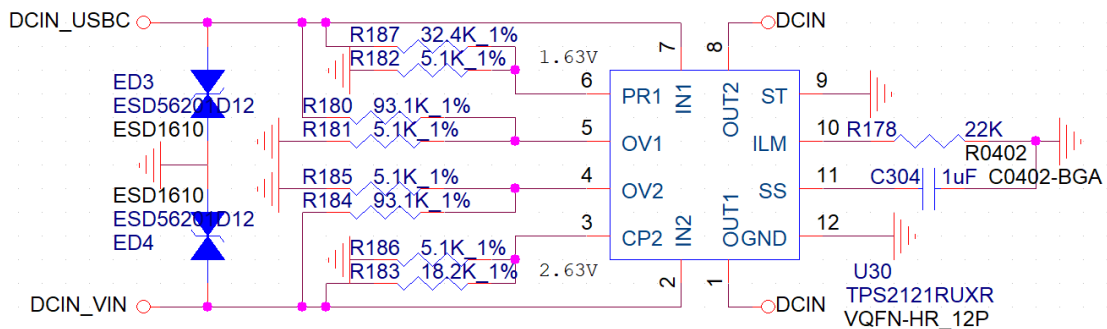 DCIN_USBC
DCIN
R187 32.4K_1%
R182 5.1K_1%
1.63V
7
8
ED3
ESD56201D12
ESD1610
R180 93.1K_1%
R181 5.1K_1%
6
PR1
IN1
OUT2
ST
9
5
OV1
ILM
10
R178 22K
R0402
4
OV2
SS
11
C304 1uF
C0402-BGA
R185 5.1K_1%
R184 93.1K_1%
ESD1610
ESD56201D12
ED4
3
CP2
IN2
OUT1
GND
12
R186 5.1K_1%
R183 18.2K_1%
2.63V
2
1
U30
TPS2121RUXR
VQFN-HR_12P
DCIN_VIN
DCIN